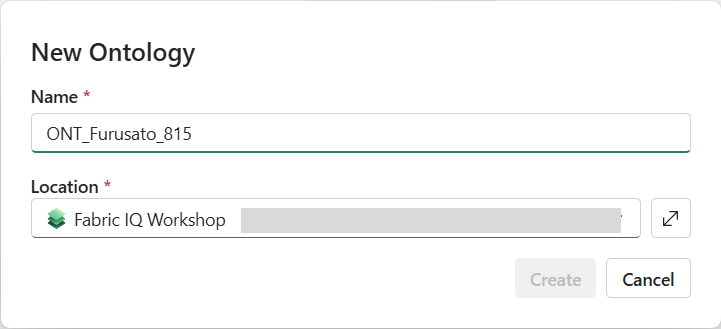 New Ontology
Name *
ONT_Furusato_815
Location *
Fabric IQ Workshop
Create
Cancel